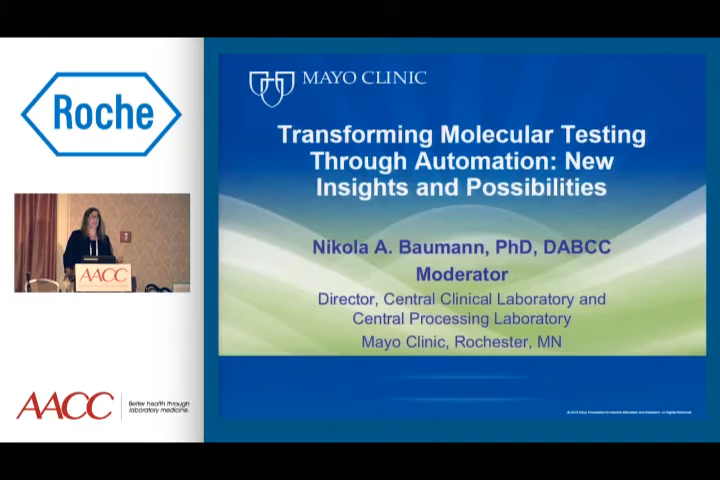 Roche
AACC
AACC
Better health through
laboratory medicine.
MAYO CLINIC
Transforming Molecular Testing
Through Automation: New
Insights and Possibilities
Nikola A. Baumann, PhD, DABCC
Moderator
Director, Central Clinical Laboratory and
Central Processing Laboratory
Mayo Clinic, Rochester, MN